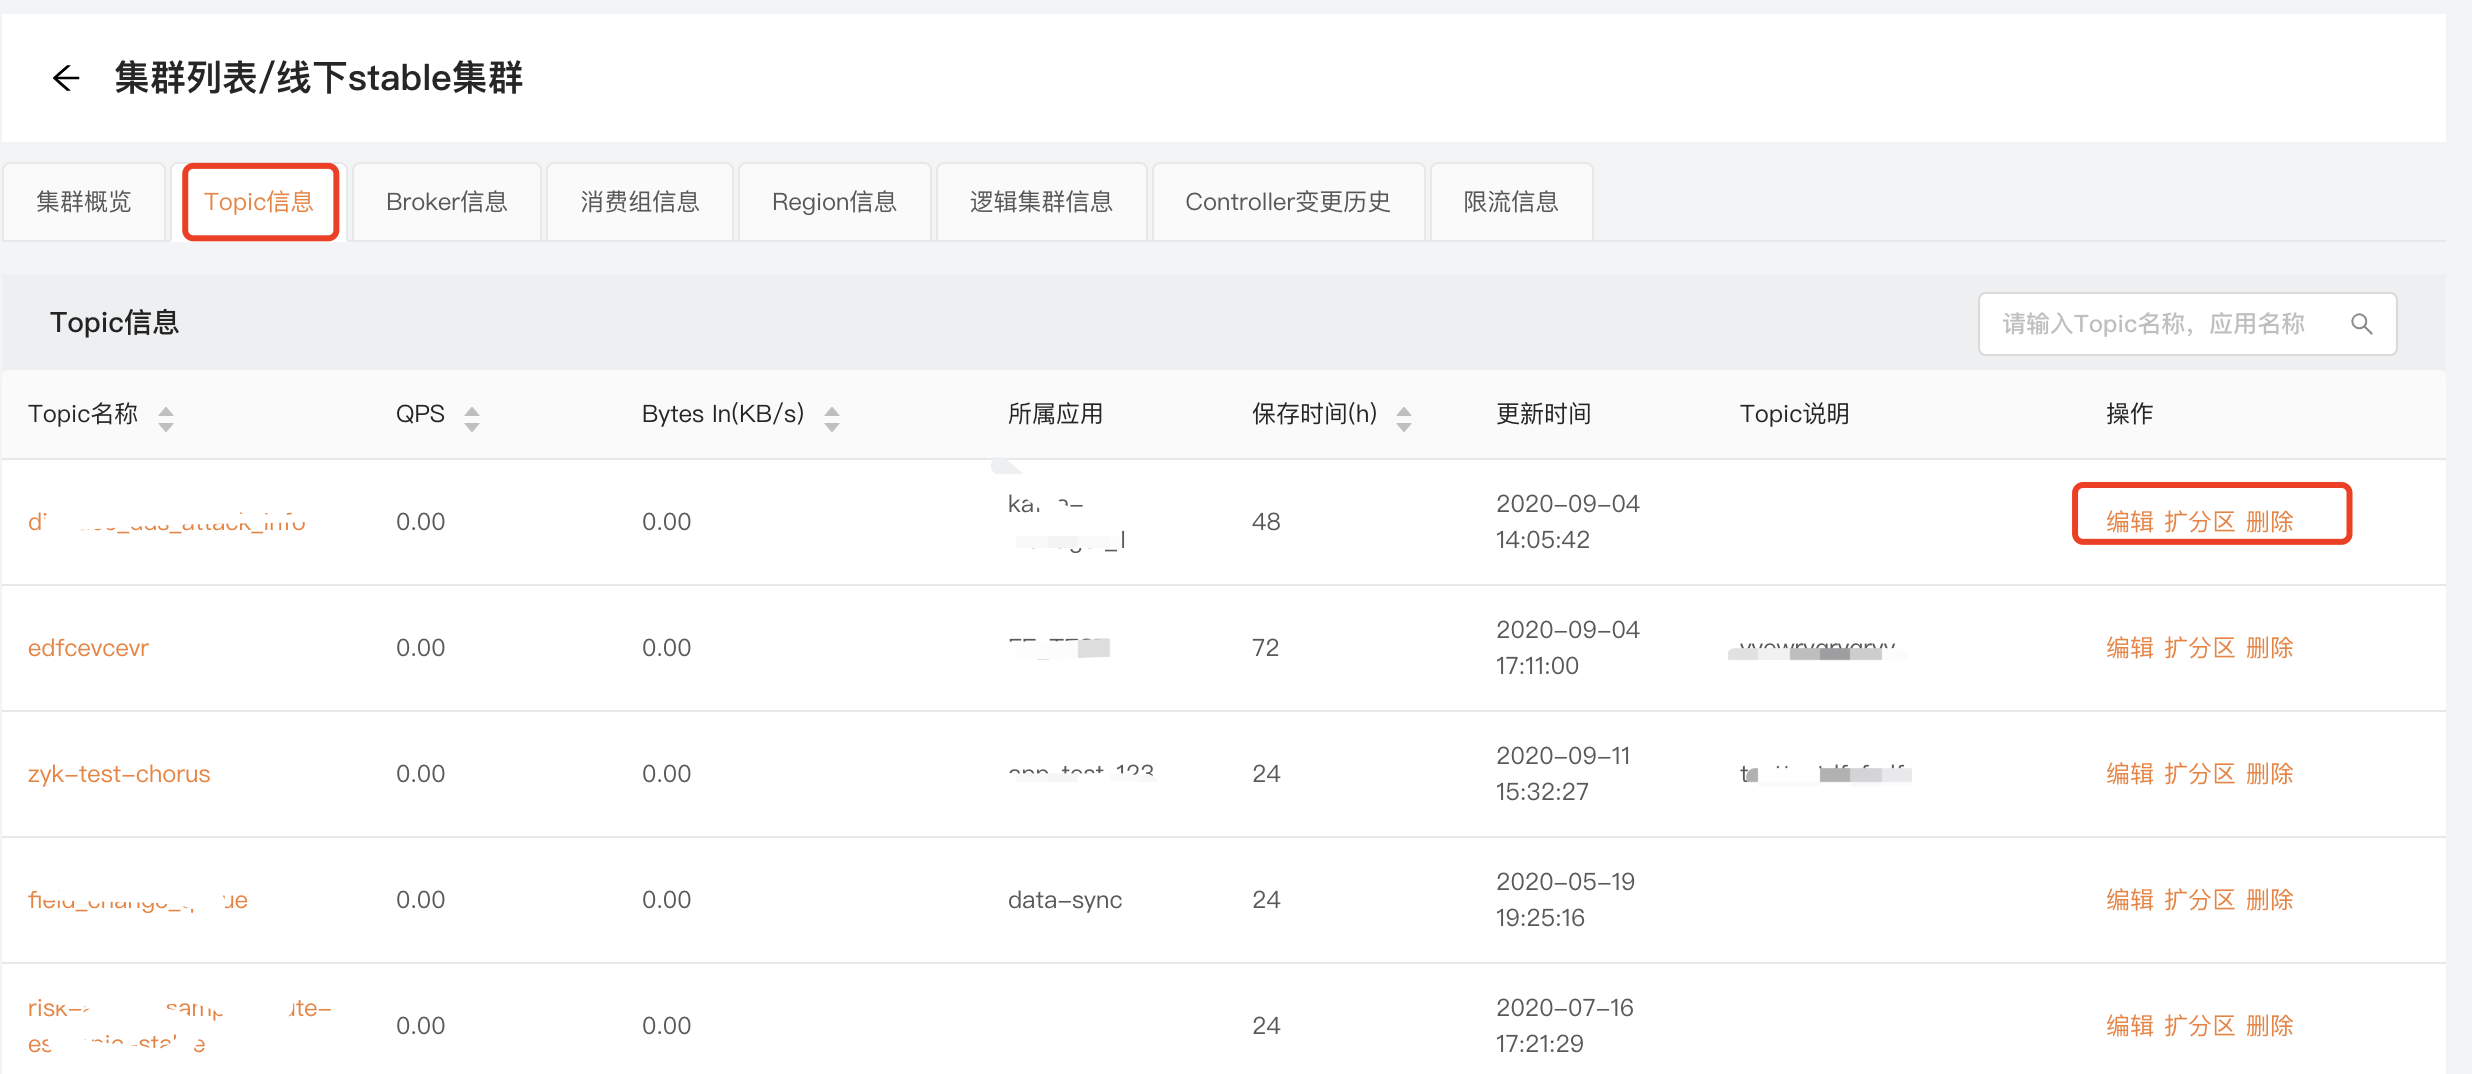 集群列表/线下stable集群
集群概览 Topic信息 Broker信息 消费组信息 Region信息 逻辑集群信息 Controller变更历史 限流信息
Topic信息
请输入Topic名称，应用名称
Topic名称 QPS Bytes In(KB/s) 所属应用 保存时间(h) 更新时间 Topic说明 操作
0.00 0.00 48 2020-09-04 14:05:42 编辑 扩分区 删除
edfcevcevr 0.00 0.00 72 2020-09-04 17:11:00 编辑 扩分区 删除
zyk-test-chorus 0.00 0.00 24 2020-09-11 15:32:27 编辑 扩分区 删除
0.00 0.00 data-sync 24 2020-05-19 19:25:16 编辑 扩分区 删除
0.00 0.00 24 2020-07-16 17:21:29 编辑 扩分区 删除